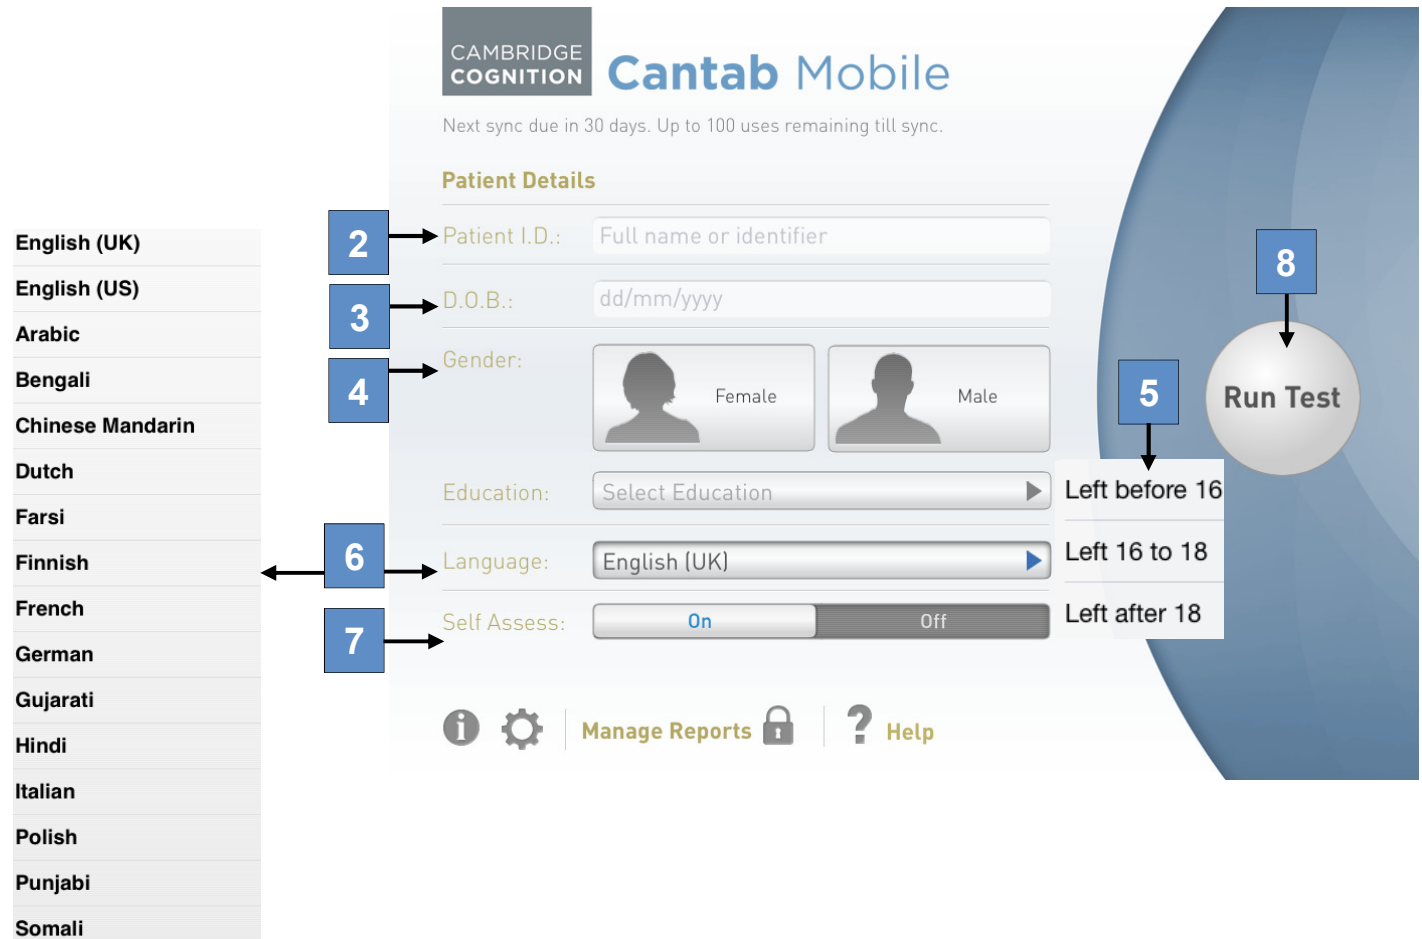 CAMBRIDGE
COGNITION
Cantab Mobile
Next sync due in 30 days. Up to 100 uses remaining till sync.
Patient Details
2
Patient I.D.:
Full name or identifier
3
D.O.B.:
dd/mm/yyyy
4
Gender:
Female
Male
5
8
Run Test
Education:
Select Education
Left before 16
Left 16 to 18
Left after 18
6
Language:
English (UK)
7
Self Assess:
On
Off
Manage Reports
? Help
English (UK)
English (US)
Arabic
Bengali
Chinese Mandarin
Dutch
Farsi
Finnish
French
German
Gujarati
Hindi
Italian
Polish
Punjabi
Somali